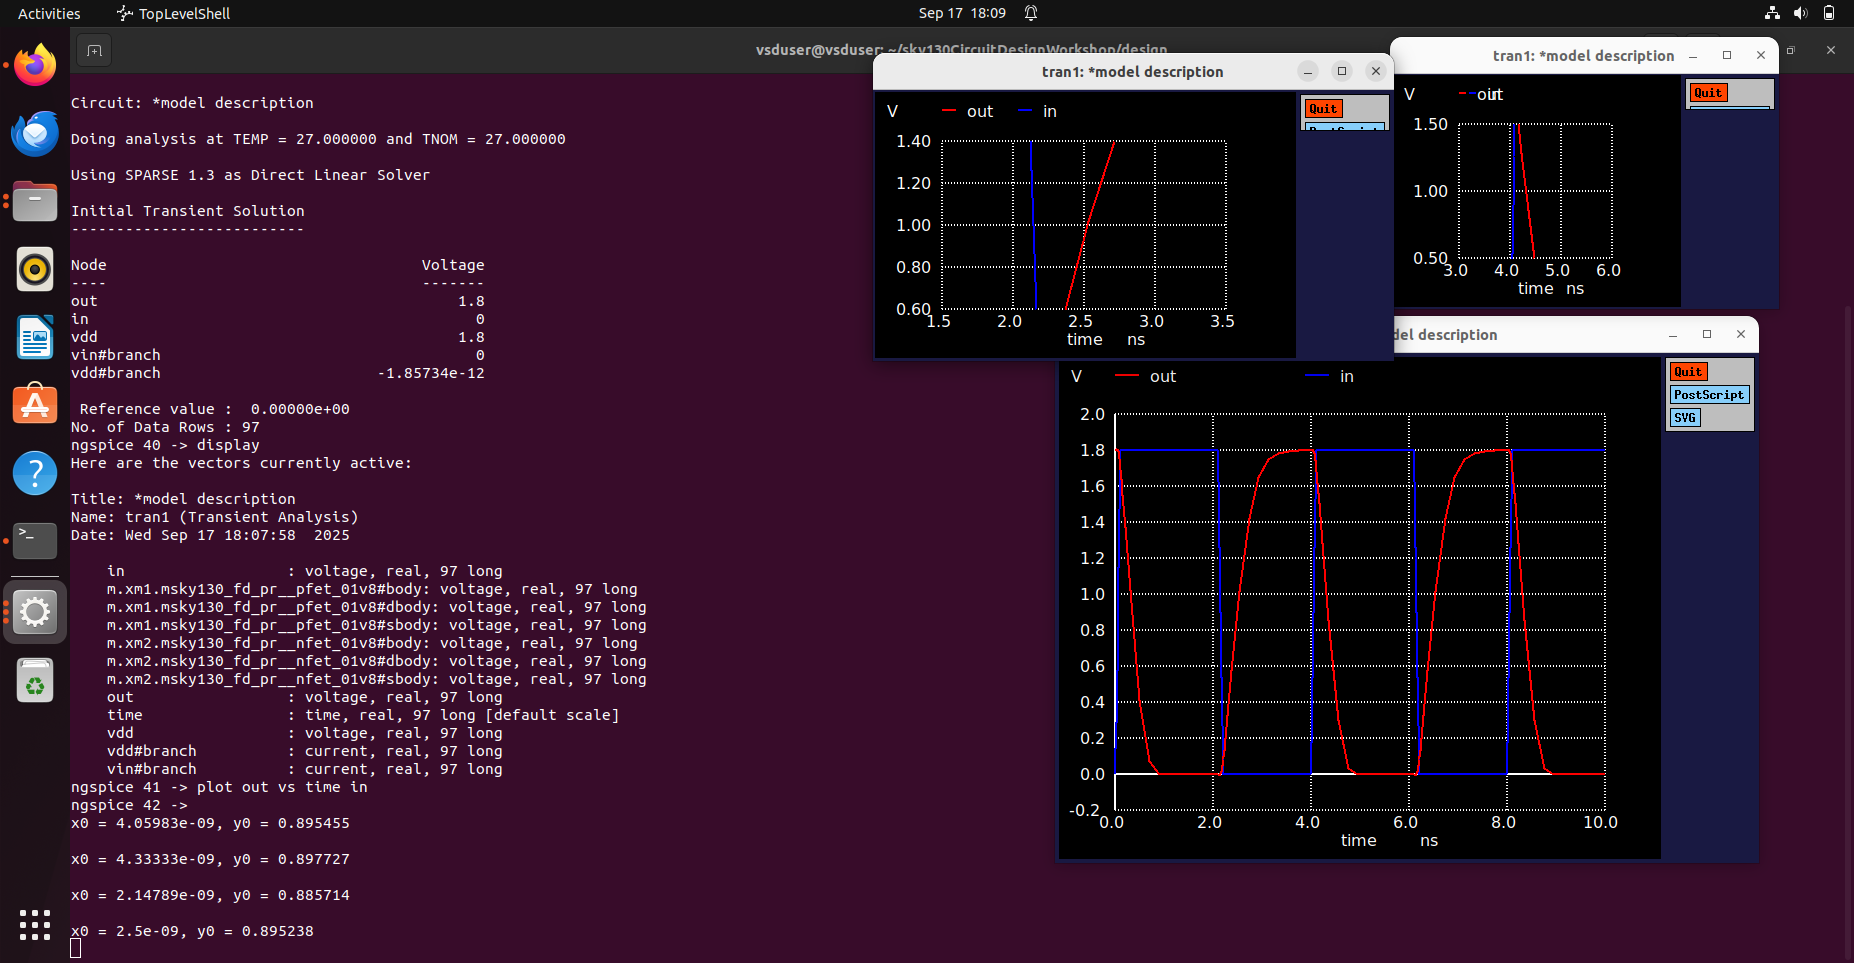 Activities
TopLevelShell
Sep 17 18:09
vsduser@vsduser: ~/sky130CircuitDesignWorkshop/design
Circuit: *model description
Doing analysis at TEMP = 27.000000 and TNOM = 27.000000
Using SPARSE 1.3 as Direct Linear Solver
Initial Transient Solution
--------------------------
Node Voltage
---- -------
out 1.8
in 0
vdd 1.8
vin#branch 0
vdd#branch -1.85734e-12
Reference value : 0.00000e+00
No. of Data Rows : 97
ngspice 40 -> display
Here are the vectors currently active:
Title: *model description
Name: tran1 (Transient Analysis)
Date: Wed Sep 17 18:07:58 2025
in : voltage, real, 97 long
m.xm1.msky130_fd_pr__pfet_01v8#body: voltage, real, 97 long
m.xm1.msky130_fd_pr__pfet_01v8#dbody: voltage, real, 97 long
m.xm1.msky130_fd_pr__pfet_01v8#sbody: voltage, real, 97 long
m.xm2.msky130_fd_pr__nfet_01v8#body: voltage, real, 97 long
m.xm2.msky130_fd_pr__nfet_01v8#dbody: voltage, real, 97 long
m.xm2.msky130_fd_pr__nfet_01v8#sbody: voltage, real, 97 long
out : voltage, real, 97 long
time : time, real, 97 long [default scale]
vdd : voltage, real, 97 long
vdd#branch : current, real, 97 long
vin#branch : current, real, 97 long
ngspice 41 -> plot out vs time in
ngspice 42 ->
x0 = 4.05983e-09, y0 = 0.895455
x0 = 4.33333e-09, y0 = 0.897727
x0 = 2.14789e-09, y0 = 0.885714
x0 = 2.5e-09, y0 = 0.895238
tran1: *model description
V out in
Quit
PostScript
1.40
1.20
1.00
0.80
0.60
1.5 2.0 2.5 3.0 3.5
time ns
tran1: *model description
V out
Quit
1.50
1.00
0.50
3.0 4.0 5.0 6.0
time ns
del description
V out in
Quit
PostScript
SVG
2.0
1.8
1.6
1.4
1.2
1.0
0.8
0.6
0.4
0.2
0.0
-0.2
0.0 2.0 4.0 6.0 8.0 10.0
time ns